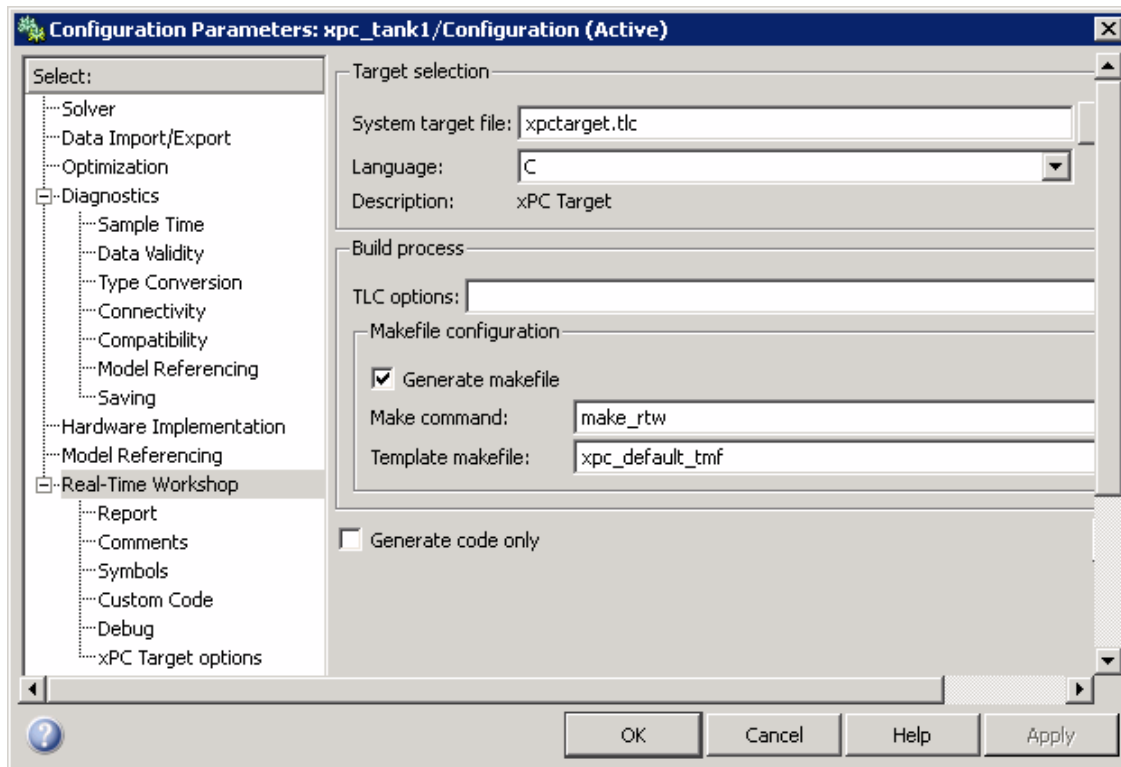 Configuration Parameters: xpc_tank1/Configuration (Active)
Select:
Solver
Data Import/Export
Optimization
Diagnostics
Sample Time
Data Validity
Type Conversion
Connectivity
Compatibility
Model Referencing
Saving
Hardware Implementation
Model Referencing
Real-Time Workshop
Report
Comments
Symbols
Custom Code
Debug
xPC Target options
Target selection
System target file: xpctarget.tlc
Language: C
Description: xPC Target
Build process
TLC options:
Makefile configuration
Generate makefile
Make command: make_rtw
Template makefile: xpc_default_tmf
Generate code only
OK Cancel Help Apply